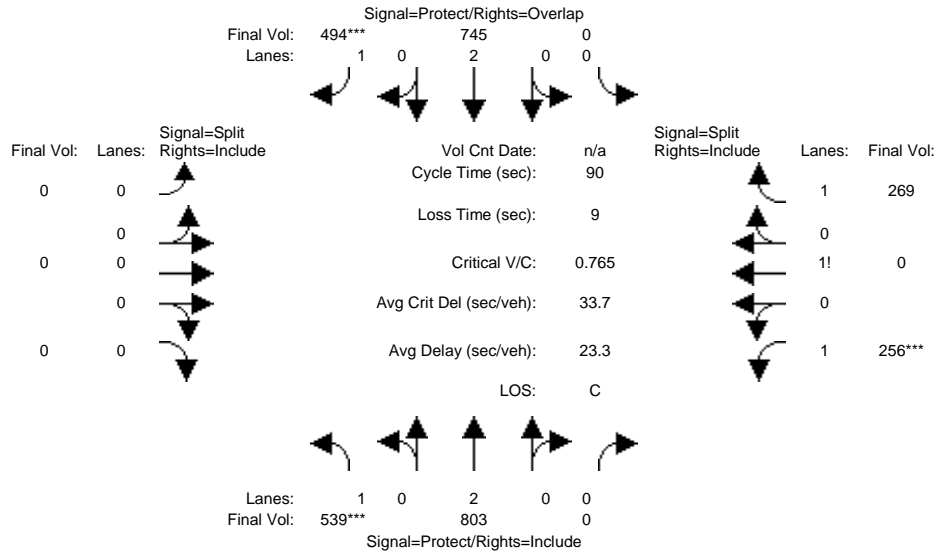 Signal=Protect/Rights=Overlap
Final Vol: 494*** 745 0
Lanes: 1 0 2 0 0
Signal=Split
Final Vol: Lanes: Rights=Include
Vol Cnt Date: n/a
Signal=Split
Rights=Include Lanes: Final Vol:
0 0
Cycle Time (sec): 90
1 269
0
Loss Time (sec): 9
0
0 0
Critical V/C: 0.765
1! 0
0
Avg Crit Del (sec/veh): 33.7
0
0 0
Avg Delay (sec/veh): 23.3
1 256***
LOS: C
Lanes: 1 0 2 0 0
Final Vol: 539*** 803 0
Signal=Protect/Rights=Include